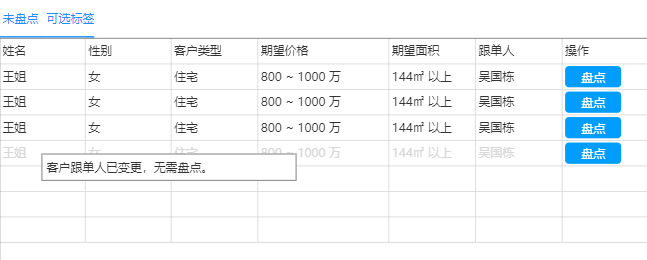 未盘点 可选标签
姓名 性别 客户类型 期望价格 期望面积 跟单人 操作
王姐 女 住宅 800 ~ 1000 万 144㎡ 以上 吴国栋 盘点
王姐 女 住宅 800 ~ 1000 万 144㎡ 以上 吴国栋 盘点
王姐 女 住宅 800 ~ 1000 万 144㎡ 以上 吴国栋 盘点
王姐 女 住宅 800 ~ 1000 万 144㎡ 以上 吴国栋 盘点
客户跟单人已变更，无需盘点。